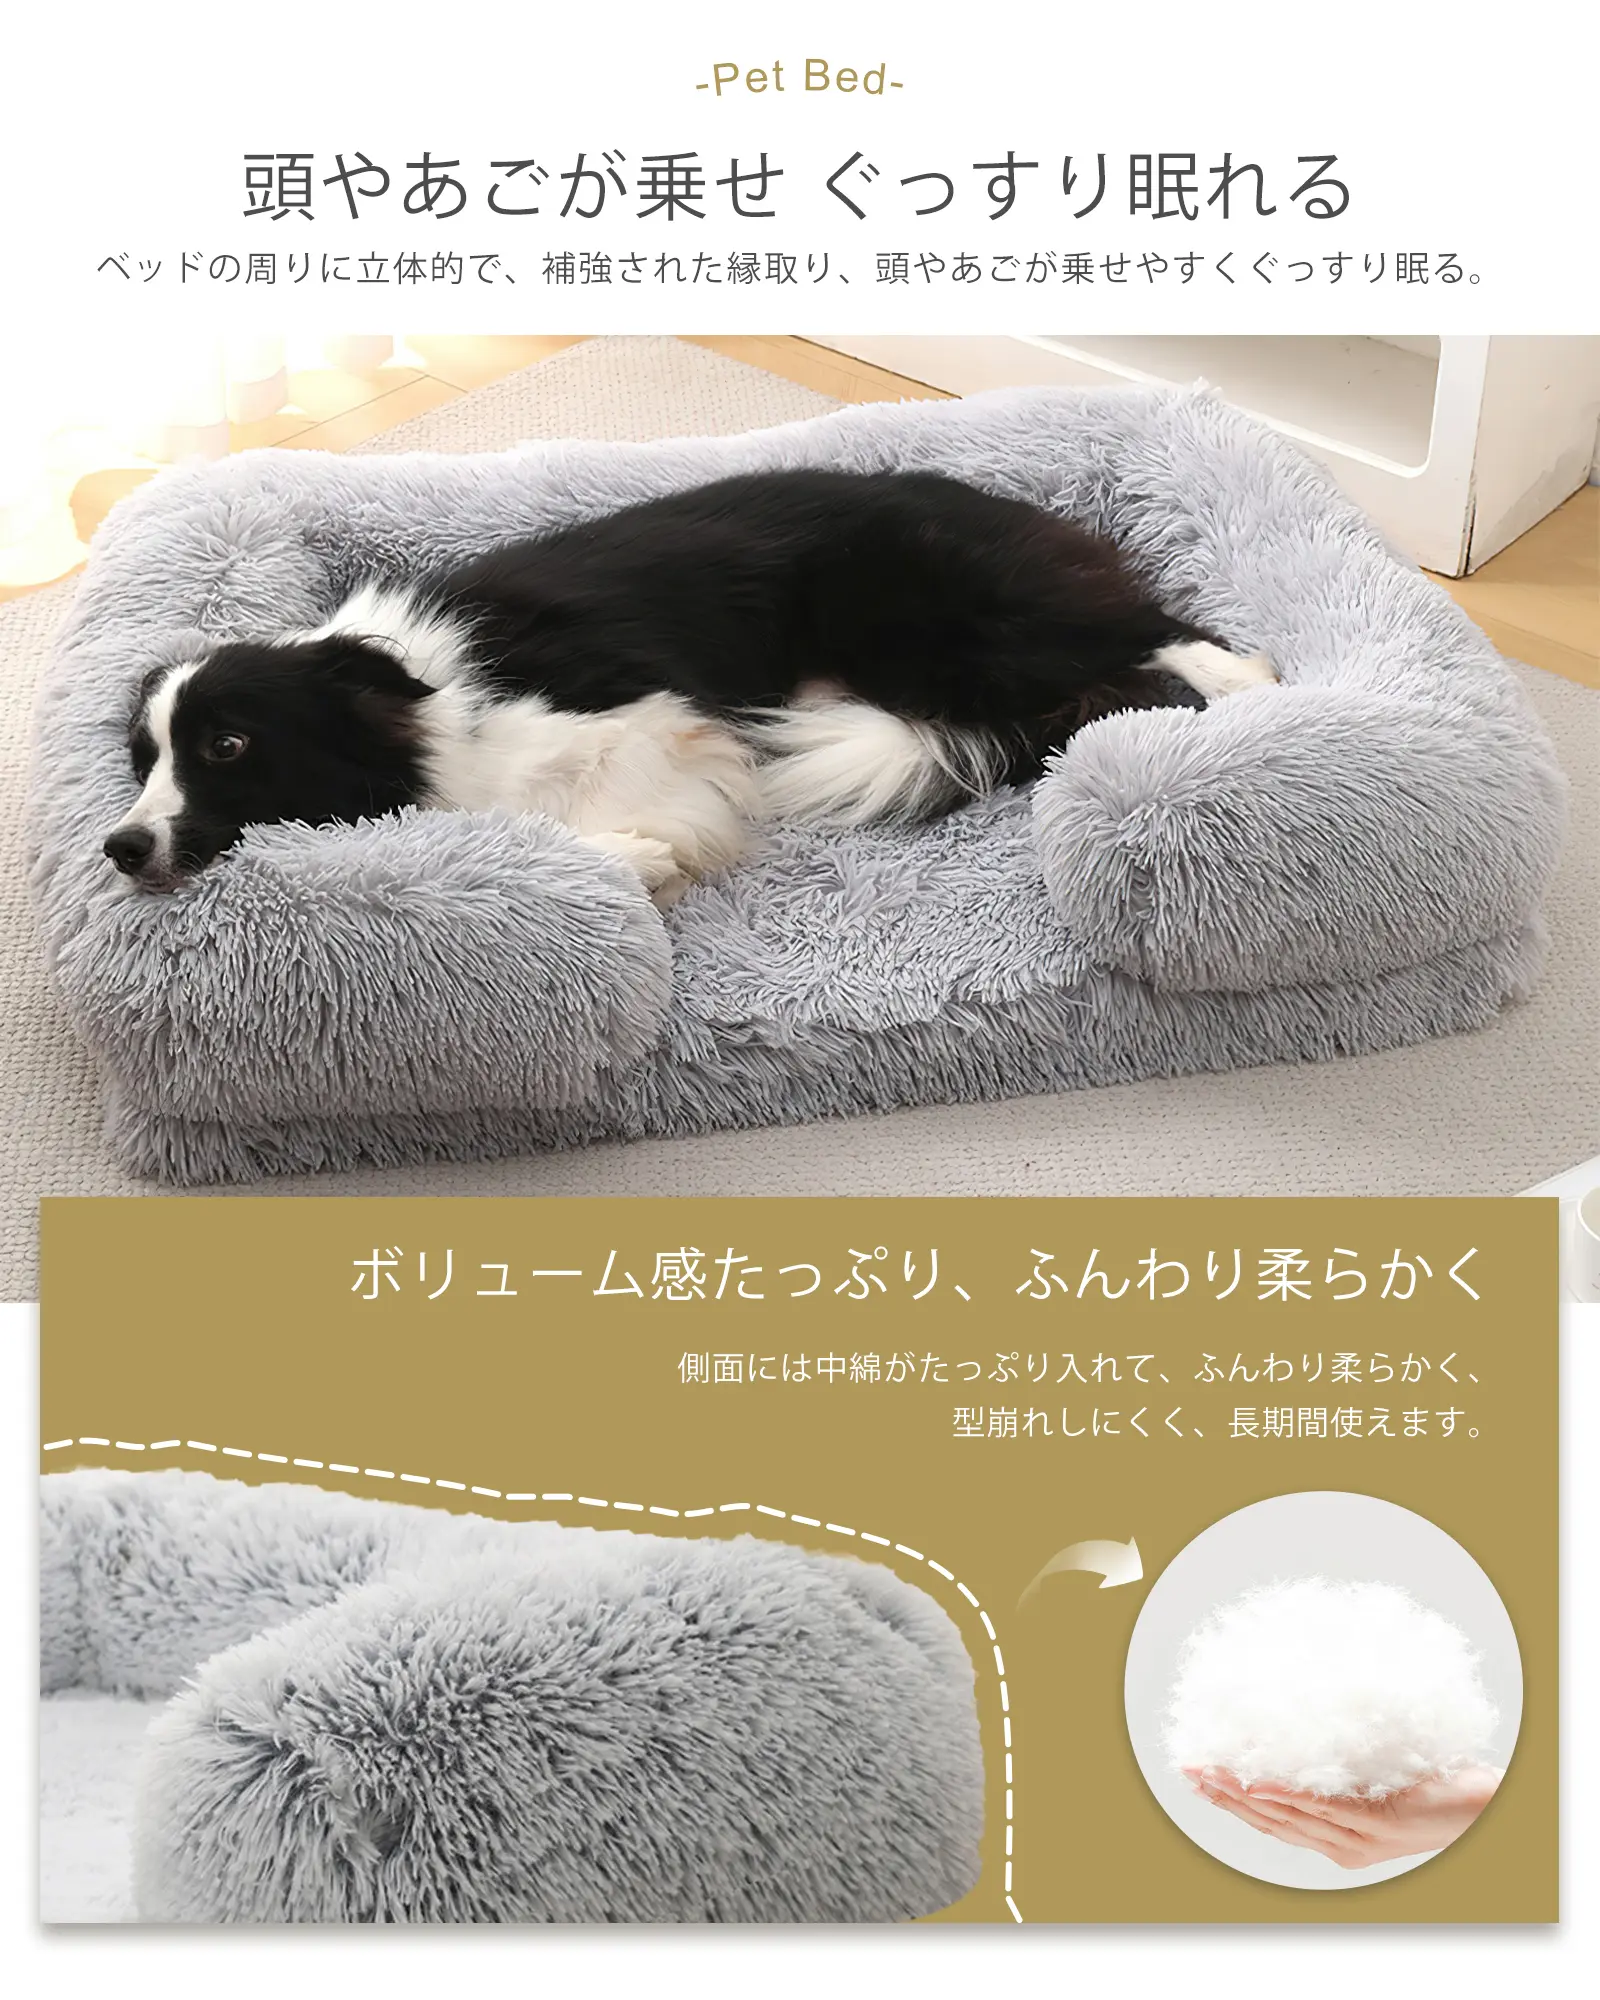 -Pet Bed-
頭やあごが乗せ ぐっすり眠れる
ベッドの周りに立体的で、補強された縁取り、頭やあごが乗せやすくぐっすり眠る。
ボリューム感たっぷり、ふんわり柔らかく
側面には中綿がたっぷり入れて、ふんわり柔らかく、
型崩れしにくく、長期間使えます。